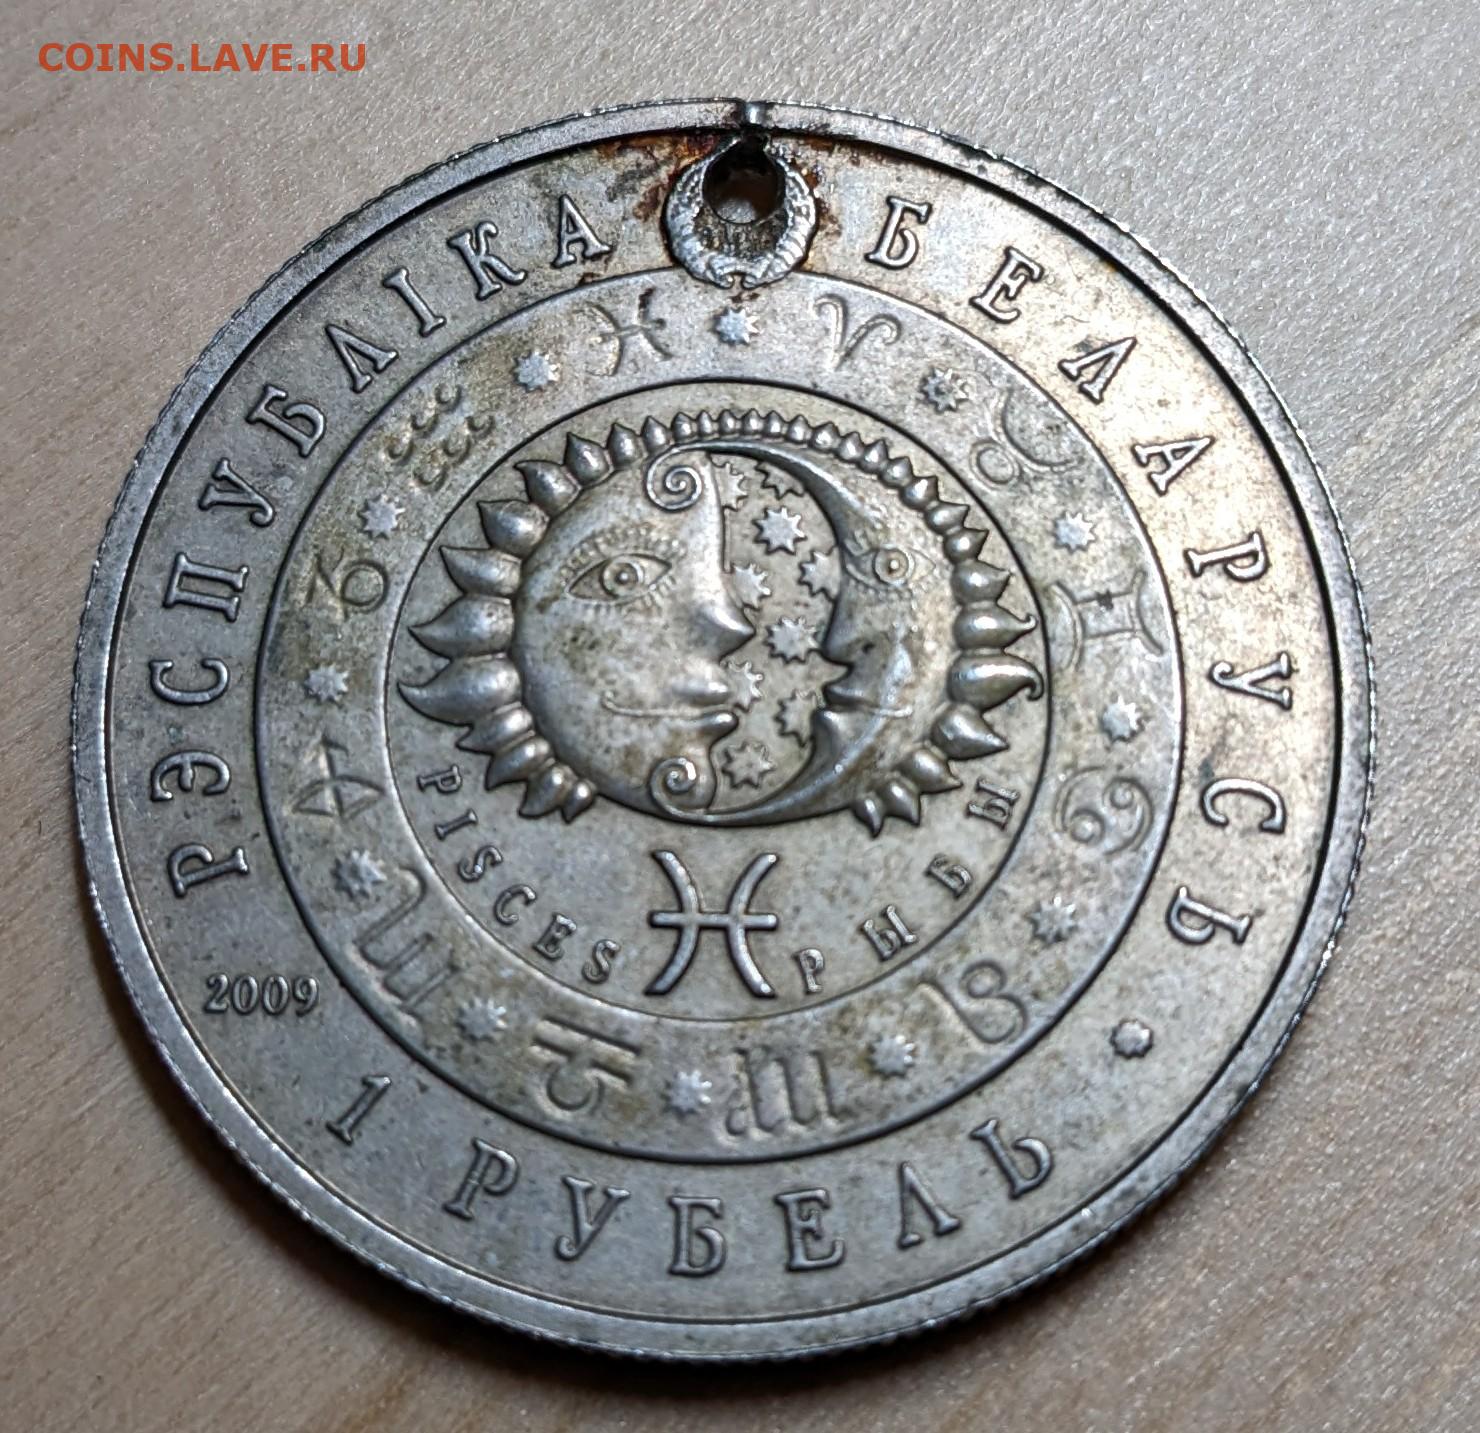 COINS.LAVE.RU
РЭСПУБЛІКА БЕЛАРУСЬ
PISCES РЫБЫ
2009
1 РУБЕЛЬ